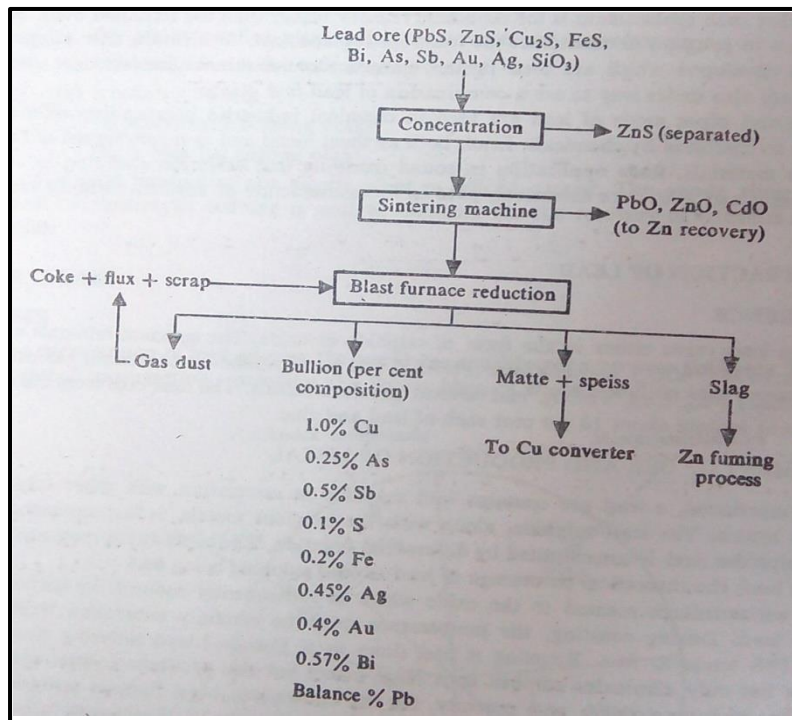 Lead ore (PbS, ZnS, Cu₂S, FeS,
Bi, As, Sb, Au, Ag, SiO₃)
Concentration
ZnS (separated)
Sintering machine
PbO, ZnO, CdO
(to Zn recovery)
Coke + flux + scrap
Blast furnace reduction
Gas dust
Bullion (per cent
composition)
1.0% Cu
0.25% As
0.5% Sb
0.1% S
0.2% Fe
0.45% Ag
0.4% Au
0.57% Bi
Balance % Pb
Matte + speiss
To Cu converter
Slag
Zn fuming
process